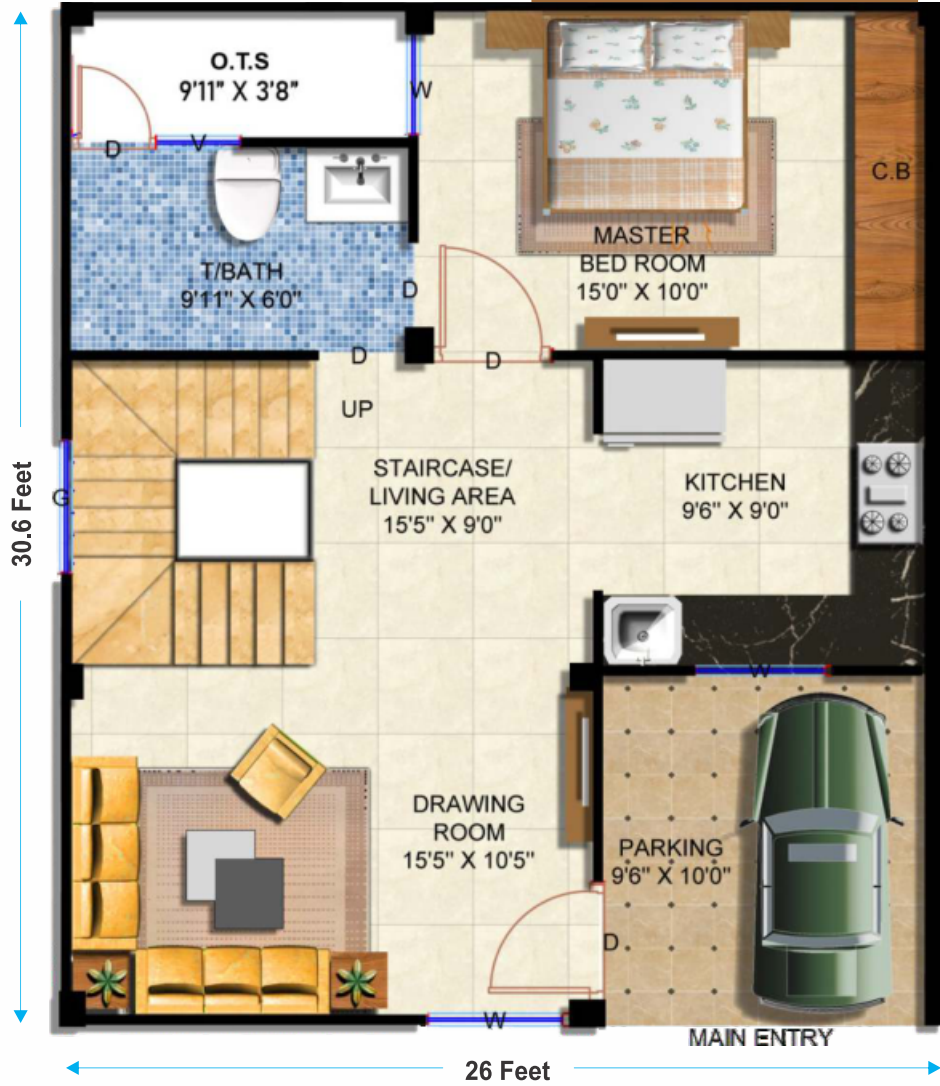 O.T.S
9'11" X 3'8"
W
D
V
C.B
MASTER
BED ROOM
15'0" X 10'0"
T/BATH
9'11" X 6'0"
D
D
D
UP
STAIRCASE/
LIVING AREA
15'5" X 9'0"
KITCHEN
9'6" X 9'0"
G
30.6 Feet
W
DRAWING
ROOM
15'5" X 10'5"
PARKING
9'6" X 10'0"
D
W
MAIN ENTRY
26 Feet